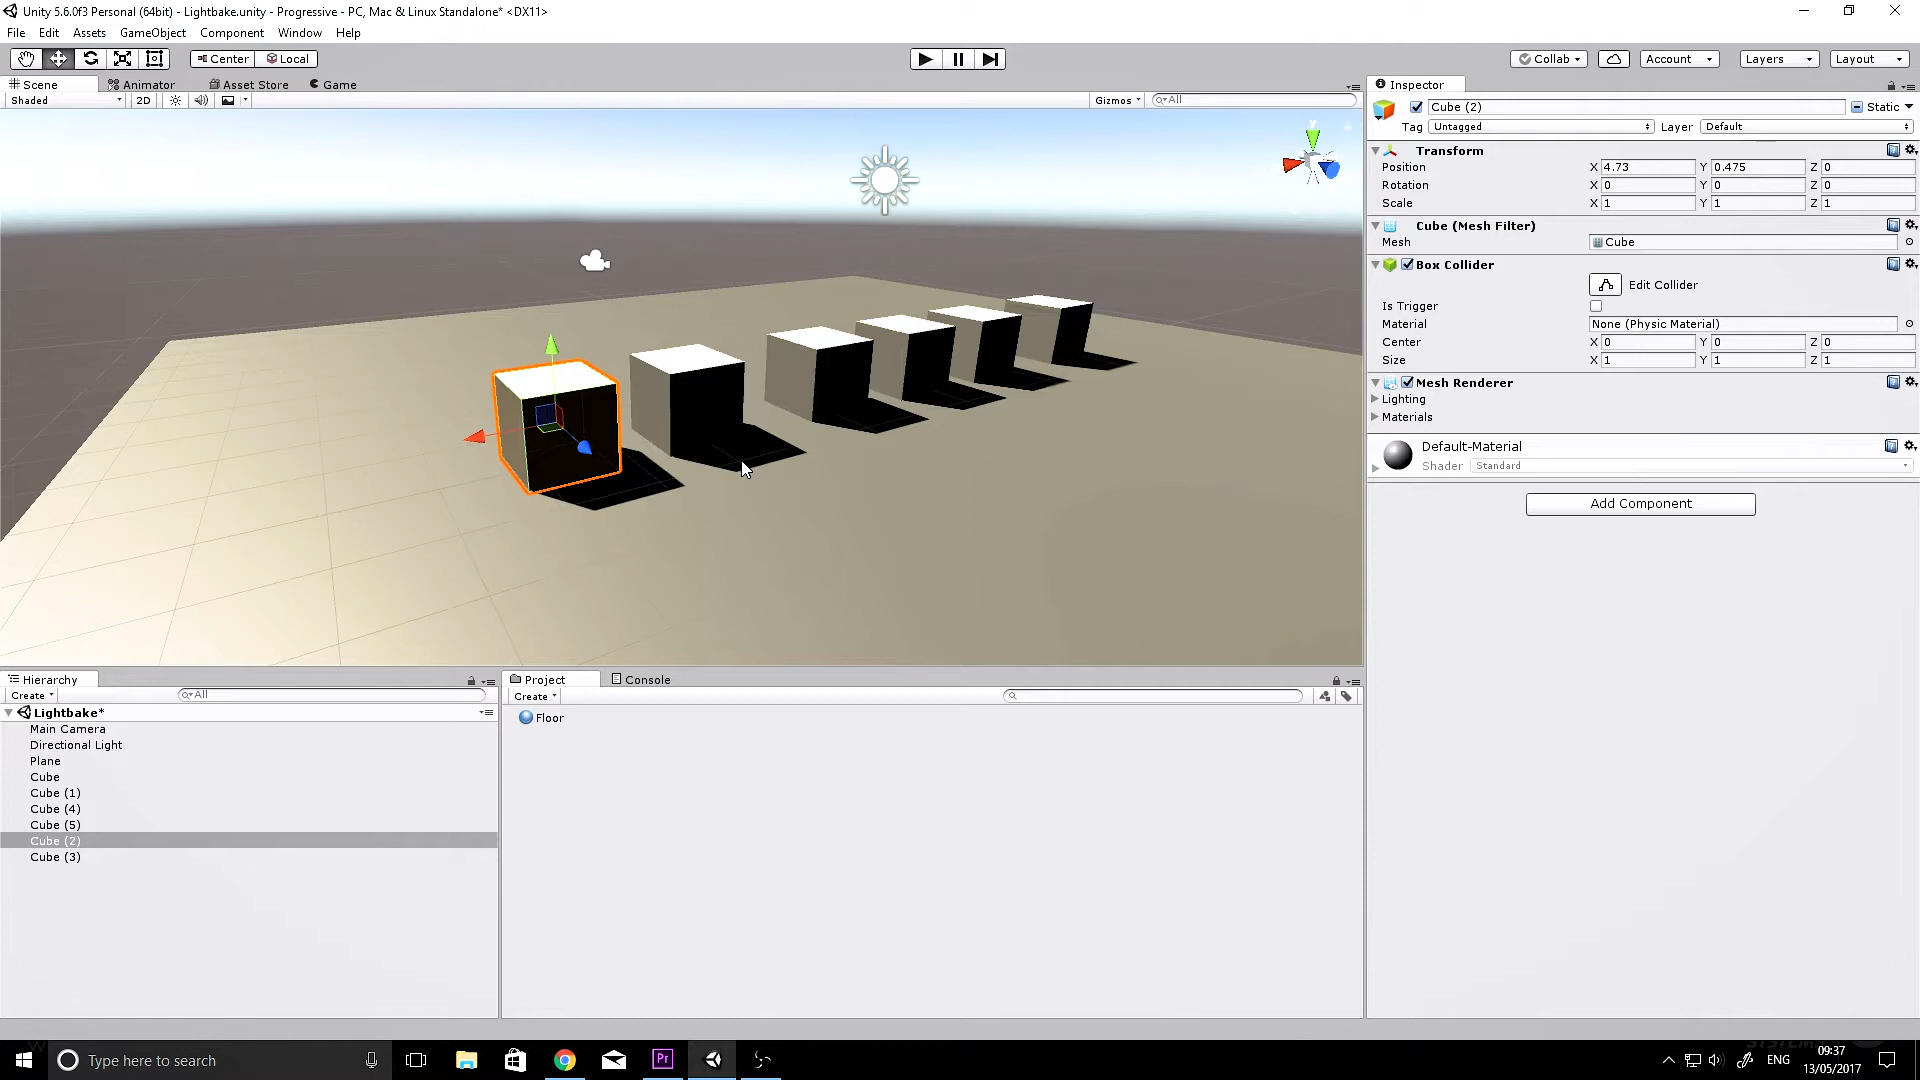 Unity 5.6.0f3 Personal (64bit) - Lightbake.unity - Progressive - PC, Mac & Linux Standalone* <DX11>
File Edit Assets GameObject Component Window Help
Center Local
Collab Account Layers Layout
Scene Animator Asset Store Game
Shaded 2D Gizmos All
y
Inspector
Cube (2) Static
Tag Untagged Layer Default
Transform
Position X 4.73 Y 0.475 Z 0
Rotation X 0 Y 0 Z 0
Scale X 1 Y 1 Z 1
Cube (Mesh Filter)
Mesh Cube
Box Collider
Edit Collider
Is Trigger
Material None (Physic Material)
Center X 0 Y 0 Z 0
Size X 1 Y 1 Z 1
Mesh Renderer
Lighting
Materials
Default-Material
Shader Standard
Add Component
Hierarchy
Create All
Lightbake*
Main Camera
Directional Light
Plane
Cube
Cube (1)
Cube (4)
Cube (5)
Cube (2)
Cube (3)
Project Console
Create
Floor
Type here to search
Pr
ENG
09:37
13/05/2017